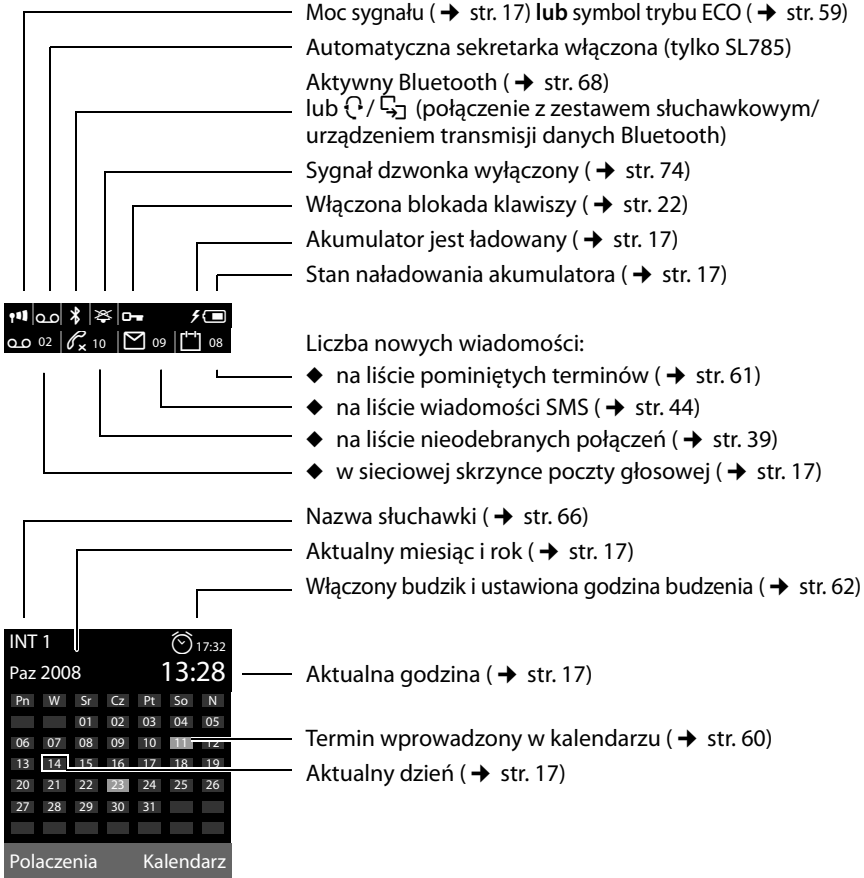 Moc sygnału ( ➔ str. 17) lub symbol trybu ECO ( ➔ str. 59)
Automatyczna sekretarka włączona (tylko SL785)
Aktywny Bluetooth ( ➔ str. 68)
lub / (połączenie z zestawem słuchawkowym/
urządzeniem transmisji danych Bluetooth)
Sygnał dzwonka wyłączony ( ➔ str. 74)
Włączona blokada klawiszy ( ➔ str. 22)
Akumulator jest ładowany ( ➔ str. 17)
Stan naładowania akumulatora ( ➔ str. 17)
02 10 09 08
Liczba nowych wiadomości:
◆ na liście pominiętych terminów ( ➔ str. 61)
◆ na liście wiadomości SMS ( ➔ str. 44)
◆ na liście nieodebranych połączeń ( ➔ str. 39)
◆ w sieciowej skrzynce poczty głosowej ( ➔ str. 17)
Nazwa słuchawki ( ➔ str. 66)
Aktualny miesiąc i rok ( ➔ str. 17)
Włączony budzik i ustawiona godzina budzenia ( ➔ str. 62)
INT 1 17:32
Paz 2008 13:28
Aktualna godzina ( ➔ str. 17)
Pn W Sr Cz Pt So N
01 02 03 04 05
06 07 08 09 10 11 12
Termin wprowadzony w kalendarzu ( ➔ str. 60)
13 14 15 16 17 18 19
Aktualny dzień ( ➔ str. 17)
20 21 22 23 24 25 26
27 28 29 30 31
Polaczenia Kalendarz